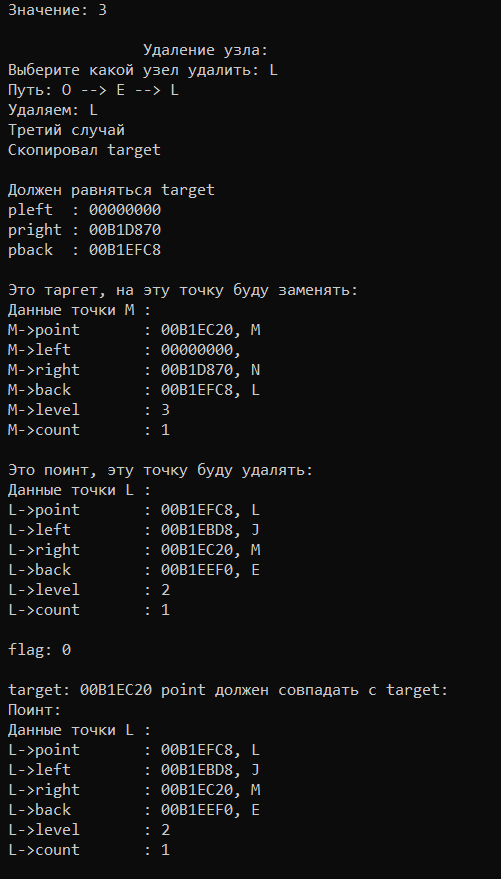 Значение: 3
Удаление узла:
Выберите какой узел удалить: L
Путь: O --> E --> L
Удаляем: L
Третий случай
Скопировал target
Должен равняться target
pleft  : 00000000
pright : 00B1D870
pback  : 00B1EFC8
Это таргет, на эту точку буду заменять:
Данные точки M :
M->point       : 00B1EC20, M
M->left        : 00000000,
M->right       : 00B1D870, N
M->back        : 00B1EFC8, L
M->level       : 3
M->count       : 1
Это поинт, эту точку буду удалять:
Данные точки L :
L->point       : 00B1EFC8, L
L->left        : 00B1EBD8, J
L->right       : 00B1EC20, M
L->back        : 00B1EEF0, E
L->level       : 2
L->count       : 1
flag: 0
target: 00B1EC20 point должен совпадать с target:
Поинт:
Данные точки L :
L->point       : 00B1EFC8, L
L->left        : 00B1EBD8, J
L->right       : 00B1EC20, M
L->back        : 00B1EEF0, E
L->level       : 2
L->count       : 1